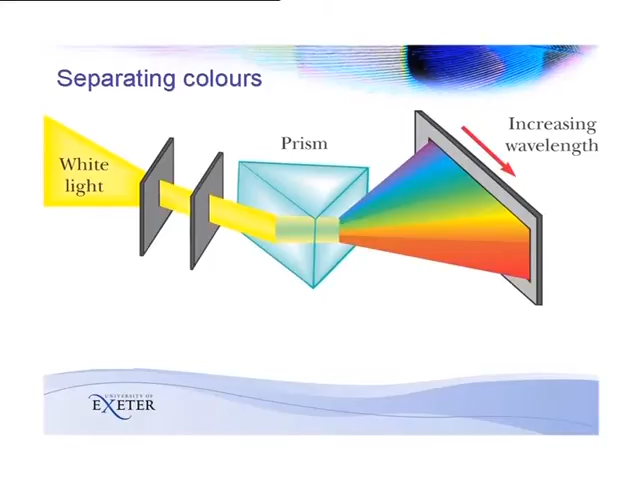 Separating colours
White
light
Prism
Increasing
wavelength
UNIVERSITY OF
EXETER